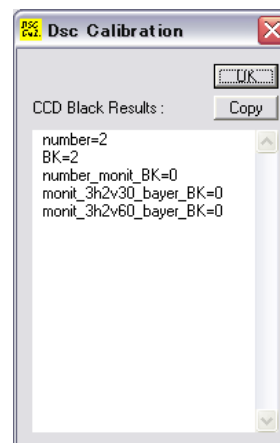 DSC
CAL
Dsc Calibration
OK
CCD Black Results :
Copy
number=2
BK=2
number_monit_BK=0
monit_3h2v30_bayer_BK=0
monit_3h2v60_bayer_BK=0